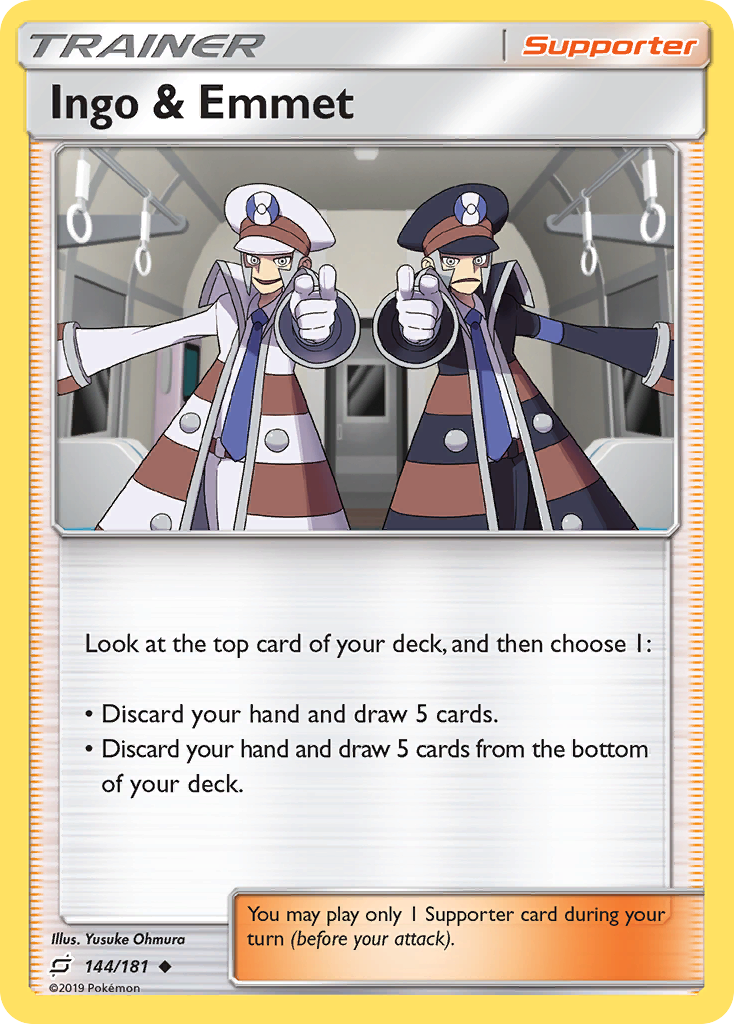 TRAINER
Supporter
Ingo & Emmet
Look at the top card of your deck, and then choose 1:
• Discard your hand and draw 5 cards.
• Discard your hand and draw 5 cards from the bottom
of your deck.
You may play only 1 Supporter card during your
turn (before your attack).
Illus. Yusuke Ohmura
144/181
©2019 Pokémon